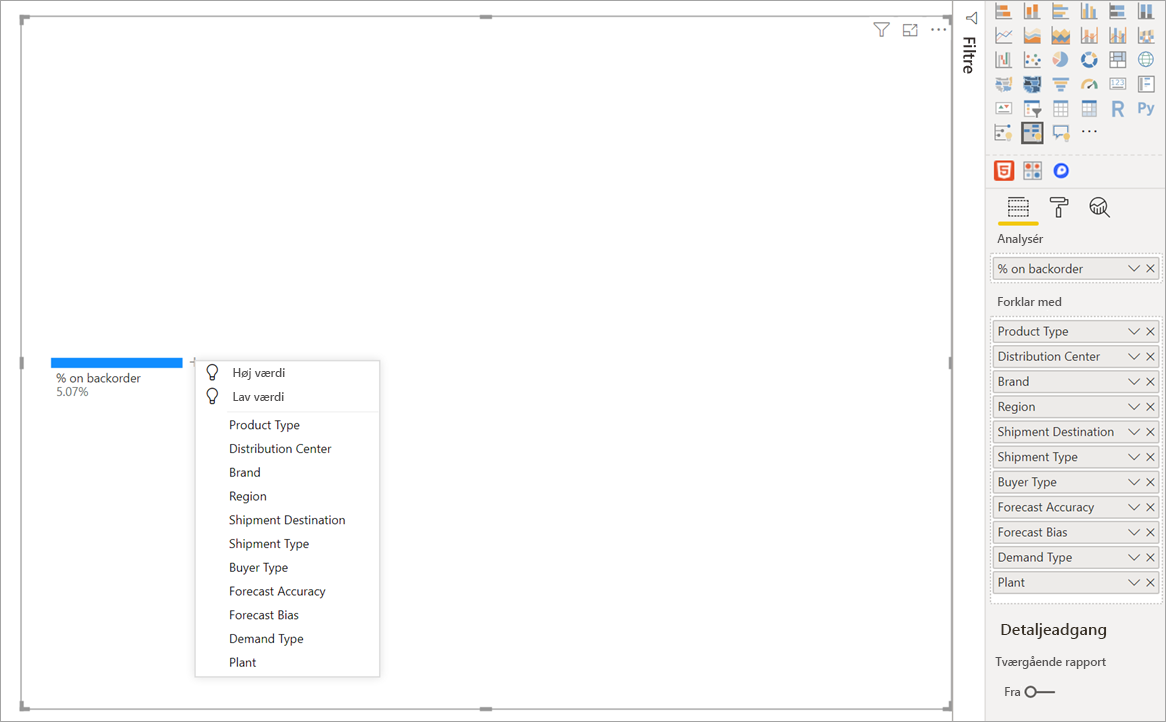 Filtre
123
R
Py
Analysér
% on backorder
Forklar med
Product Type
Distribution Center
Brand
Region
Shipment Destination
Shipment Type
Buyer Type
Forecast Accuracy
Forecast Bias
Demand Type
Plant
Detaljeadgang
Tværgående rapport
Fra
% on backorder
5.07%
Høj værdi
Lav værdi
Product Type
Distribution Center
Brand
Region
Shipment Destination
Shipment Type
Buyer Type
Forecast Accuracy
Forecast Bias
Demand Type
Plant